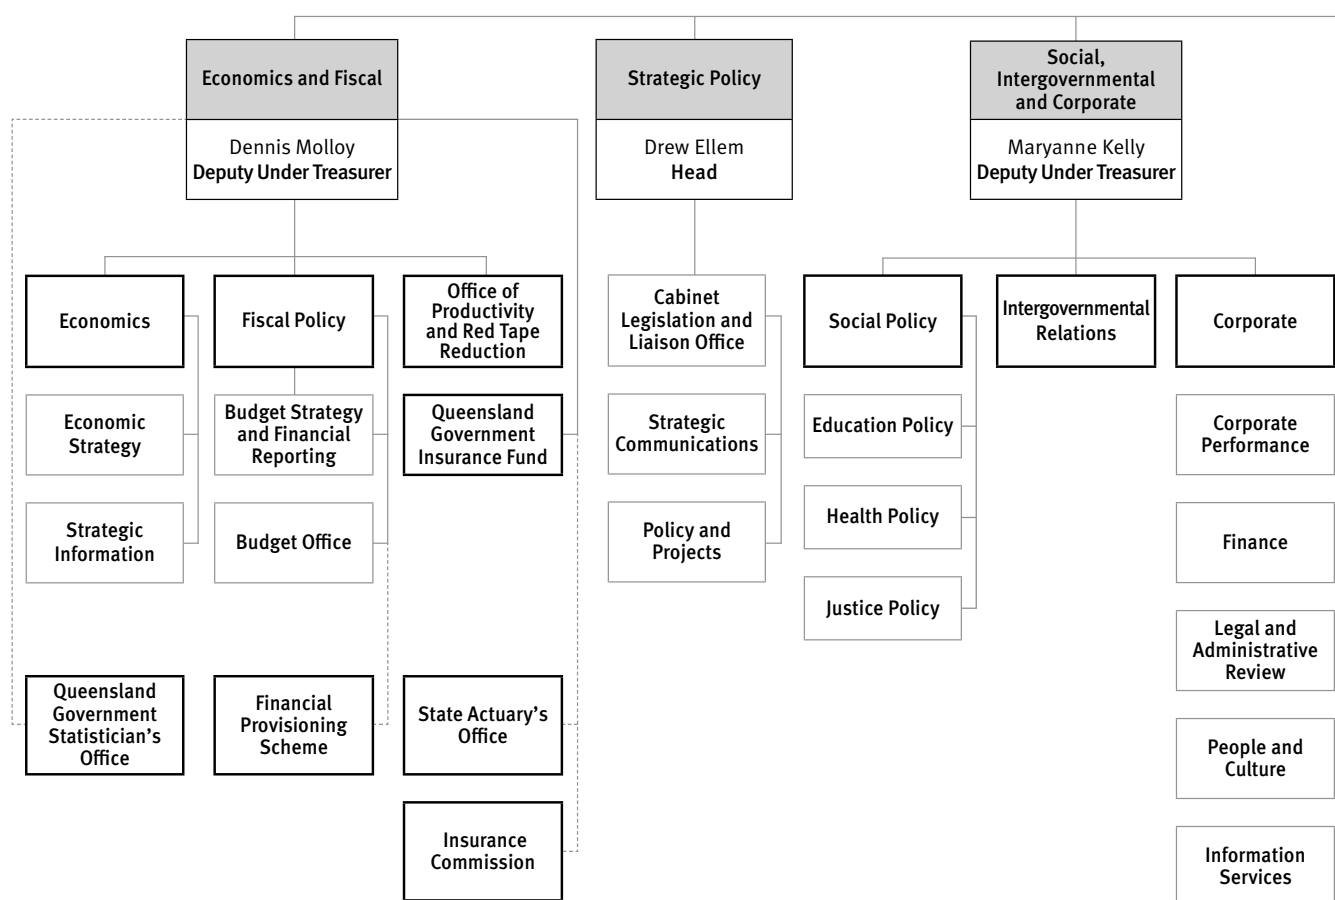 Economics and Fiscal
Dennis Molloy
Deputy Under Treasurer
Strategic Policy
Drew Ellem
Head
Social,
Intergovernmental
and Corporate
Maryanne Kelly
Deputy Under Treasurer
Economics
Economic
Strategy
Strategic
Information
Queensland
Government
Statistician's
Office
Fiscal Policy
Budget Strategy
and Financial
Reporting
Budget Office
Financial
Provisioning
Scheme
Office of
Productivity
and Red Tape
Reduction
Queensland
Government
Insurance Fund
State Actuary's
Office
Insurance
Commission
Cabinet
Legislation and
Liaison Office
Strategic
Communications
Policy and
Projects
Social Policy
Education Policy
Health Policy
Justice Policy
Intergovernmental
Relations
Corporate
Corporate
Performance
Finance
Legal and
Administrative
Review
People and
Culture
Information
Services